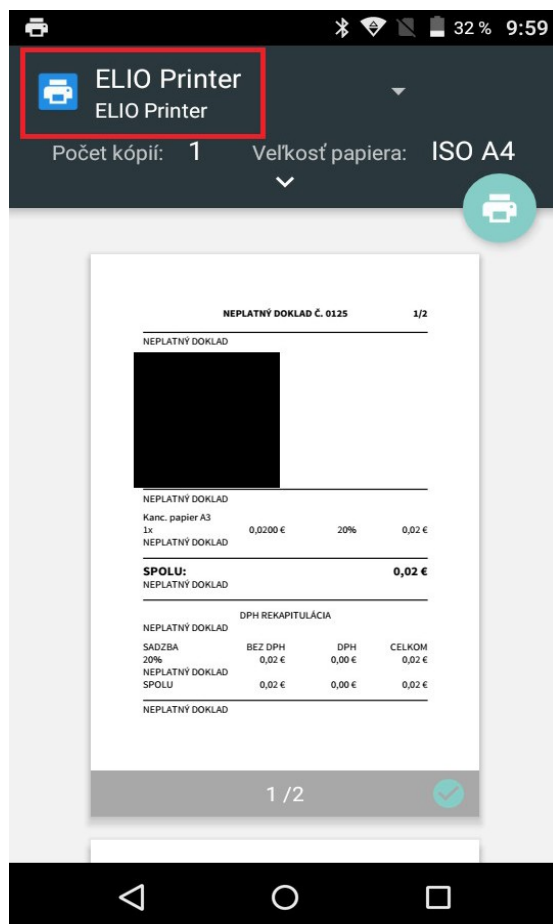 32 % 9:59
ELIO Printer
ELIO Printer
Počet kópií: 1 Veľkosť papiera: ISO A4
NEPLATNÝ DOKLAD Č. 0125 1/2
NEPLATNÝ DOKLAD
NEPLATNÝ DOKLAD
Kanc. papier A3
1x 0,0200 € 20% 0,02 €
NEPLATNÝ DOKLAD
SPOLU: 0,02 €
NEPLATNÝ DOKLAD
DPH REKAPITULÁCIA
NEPLATNÝ DOKLAD
SADZBA BEZ DPH DPH CELKOM
20% 0,02 € 0,00 € 0,02 €
NEPLATNÝ DOKLAD
SPOLU 0,02 € 0,00 € 0,02 €
NEPLATNÝ DOKLAD
1 /2